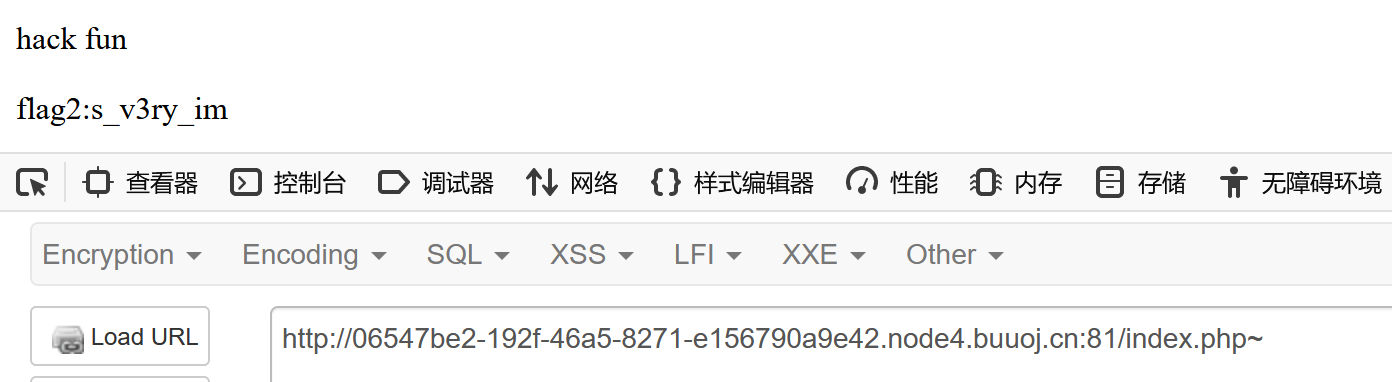 hack fun
flag2:s_v3ry_im
查看器 控制台 调试器 网络 样式编辑器 性能 内存 存储 无障碍环境
Encryption Encoding SQL XSS LFI XXE Other
Load URL
http://06547be2-192f-46a5-8271-e156790a9e42.node4.buuoj.cn:81/index.php~